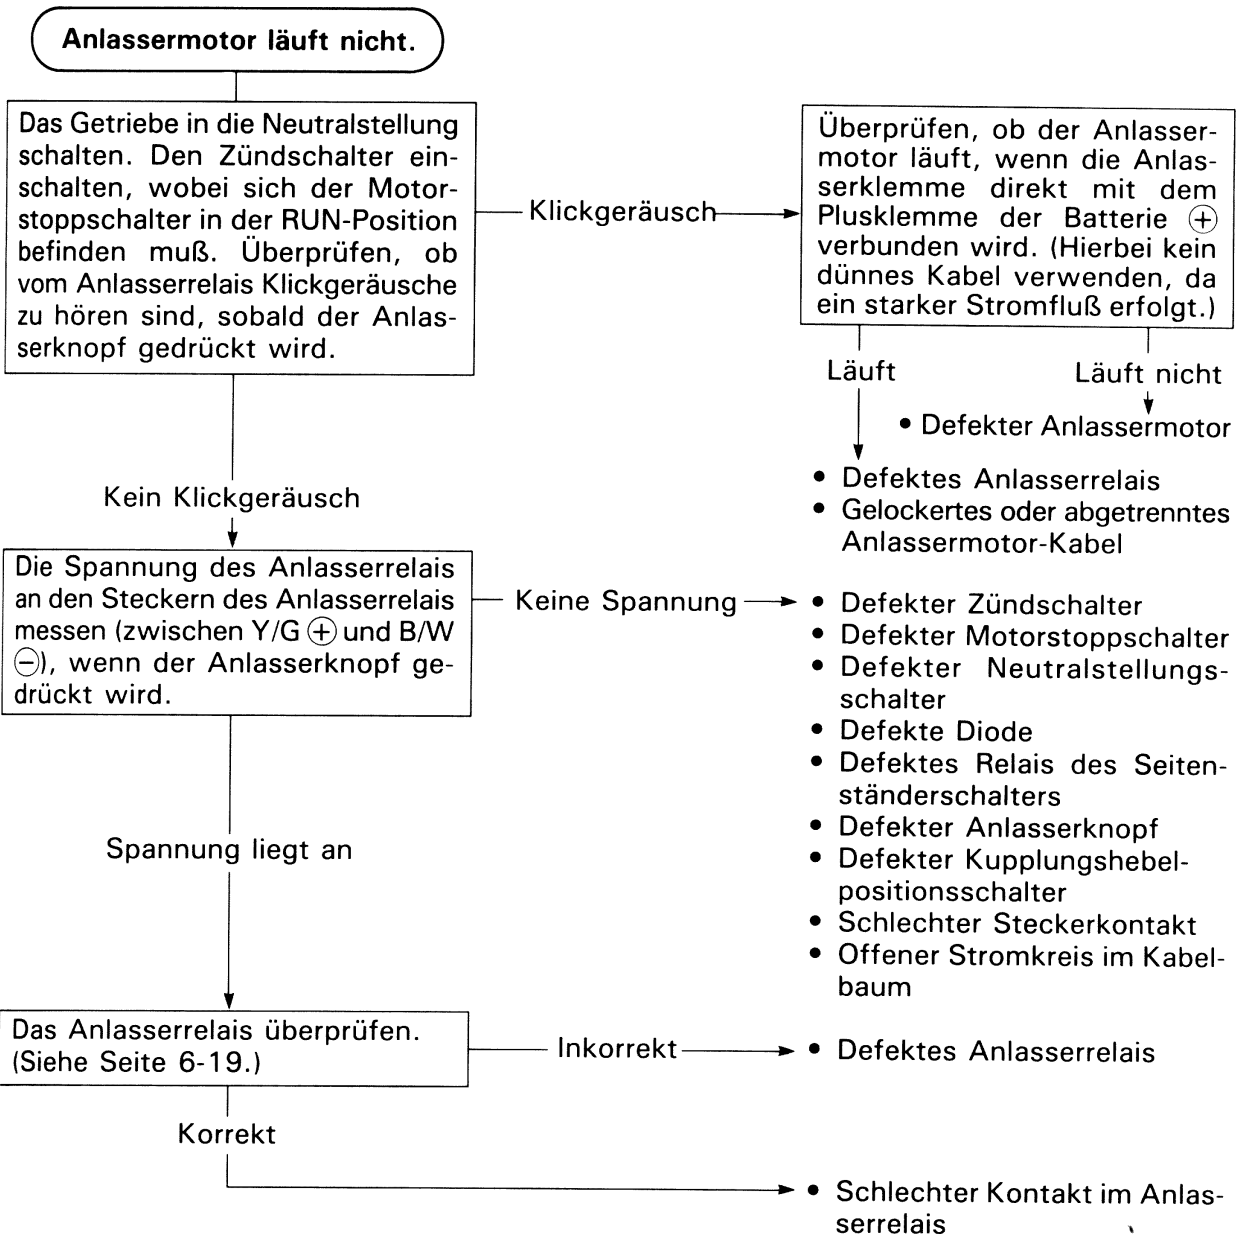 Anlassermotor läuft nicht.
Das Getriebe in die Neutralstellung
schalten. Den Zündschalter ein-
schalten, wobei sich der Motor-
stoppschalter in der RUN-Position
befinden muß. Überprüfen, ob
vom Anlasserrelais Klickgeräusche
zu hören sind, sobald der Anlas-
serknopf gedrückt wird.
Klickgeräusch
Überprüfen, ob der Anlasser-
motor läuft, wenn die Anlas-
serklemme direkt mit dem
Plusklemme der Batterie ⊕
verbunden wird. (Hierbei kein
dünnes Kabel verwenden, da
ein starker Stromfluß erfolgt.)
Läuft
Läuft nicht
• Defekter Anlassermotor
• Defektes Anlasserrelais
• Gelockertes oder abgetrenntes
Anlassermotor-Kabel
Kein Klickgeräusch
Die Spannung des Anlasserrelais
an den Steckern des Anlasserrelais
messen (zwischen Y/G ⊕ und B/W
⊖), wenn der Anlasserknopf ge-
drückt wird.
Keine Spannung
• Defekter Zündschalter
• Defekter Motorstoppschalter
• Defekter Neutralstellungs-
schalter
• Defekte Diode
• Defektes Relais des Seiten-
ständerschalters
• Defekter Anlasserknopf
• Defekter Kupplungshebel-
positionsschalter
• Schlechter Steckerkontakt
• Offener Stromkreis im Kabel-
baum
Spannung liegt an
Das Anlasserrelais überprüfen.
(Siehe Seite 6-19.)
Inkorrekt
• Defektes Anlasserrelais
Korrekt
• Schlechter Kontakt im Anlas-
serrelais